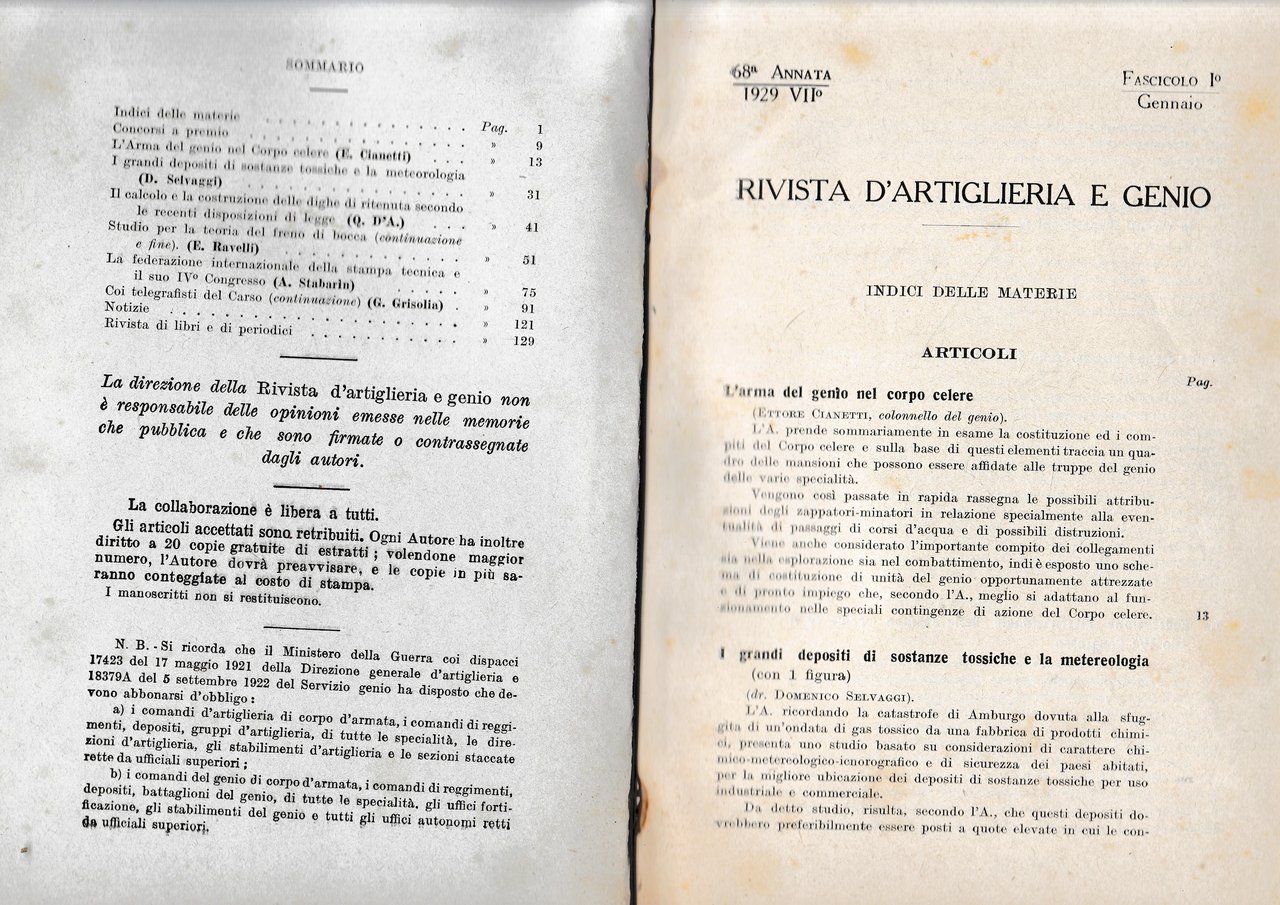 SOMMARIO
Indici delle materie . . . . . . . . . . . . Pag. 1
Concorsi a premio . . . . . . . . . . . . » 9
L'Arma del genio nel Corpo celere (E. Cianetti) . . . » 13
I grandi depositi di sostanze tossiche e la meteorologia
(D. Selvaggi) . . . . . . . . . . . . » 31
Il calcolo e la costruzione delle dighe di ritenuta secondo
le recenti disposizioni di legge (Q. D'A.) . . . » 41
Studio per la teoria del freno di bocca (continuazione
e fine). (E. Ravelli) . . . . . . . . . . » 51
La federazione internazionale della stampa tecnica e
il suo IVº Congresso (A. Stabarin) . . . . . » 75
Coi telegrafisti del Carso (continuazione) (G. Grisolia) . » 91
Notizie . . . . . . . . . . . . . . » 121
Rivista di libri e di periodici . . . . . . . . » 129
La direzione della Rivista d'artiglieria e genio non
è responsabile delle opinioni emesse nelle memorie
che pubblica e che sono firmate o contrassegnate
dagli autori.
La collaborazione è libera a tutti.
Gli articoli accettati sono retribuiti. Ogni Autore ha inoltre
diritto a 20 copie gratuite di estratti ; volendone maggior
numero, l'Autore dovrà preavvisare, e le copie in più sa-
ranno conteggiate al costo di stampa.
I manoscritti non si restituiscono.
N. B. - Si ricorda che il Ministero della Guerra coi dispacci
17423 del 17 maggio 1921 della Direzione generale d'artiglieria e
18379A del 5 settembre 1922 del Servizio genio ha disposto che de-
vono abbonarsi d'obbligo :
a) i comandi d'artiglieria di corpo d'armata, i comandi di reggi-
menti, depositi, gruppi d'artiglieria, di tutte le specialità, le dire-
zioni d'artiglieria, gli stabilimenti d'artiglieria e le sezioni staccate
rette da ufficiali superiori ;
b) i comandi del genio di corpo d'armata, i comandi di reggimenti,
depositi, battaglioni del genio, di tutte le specialità. gli uffici forti-
ficazione, gli stabilimenti del genio e tutti gli uffici autonomi retti
da ufficiali superiori.
68ª ANNATA
1929 VIIº
FASCICOLO Iº
Gennaio
RIVISTA D'ARTIGLIERIA E GENIO
INDICI DELLE MATERIE
ARTICOLI
Pag.
L'arma del genio nel corpo celere
(ETTORE CIANETTI, colonnello del genio).
L'A. prende sommariamente in esame la costituzione ed i com-
piti del Corpo celere e sulla base di questi elementi traccia un qua-
dro delle mansioni che possono essere affidate alle truppe del genio
delle varie specialità.
Vengono così passate in rapida rassegna le possibili attribu-
sioni degli zappatori-minatori in relazione specialmente alla even-
tualità di passaggi di corsi d'acqua e di possibili distruzioni.
Viene anche considerato l'importante compito dei collegamenti
sia nella esplorazione sia nel combattimento, indi è esposto uno sche-
ma di costituzione di unità del genio opportunamente attrezzate
e di pronto impiego che, secondo l'A., meglio si adattano al fun-
sionamento nelle speciali contingenze di azione del Corpo celere. 13
I grandi depositi di sostanze tossiche e la metereologia
(con 1 figura)
(dr. DOMENICO SELVAGGI).
L'A. ricordando la catastrofe di Amburgo dovuta alla sfug-
gita di un'ondata di gas tossico da una fabbrica di prodotti chimi-
ci, presenta uno studio basato su considerazioni di carattere chi-
mico-metereologico-icnorografico e di sicurezza dei paesi abitati,
per la migliore ubicazione dei depositi di sostanze tossiche per uso
industriale e commerciale.
Da detto studio, risulta, secondo l'A., che questi depositi do-
vrebbero preferibilmente essere posti a quote elevate in cui le con-